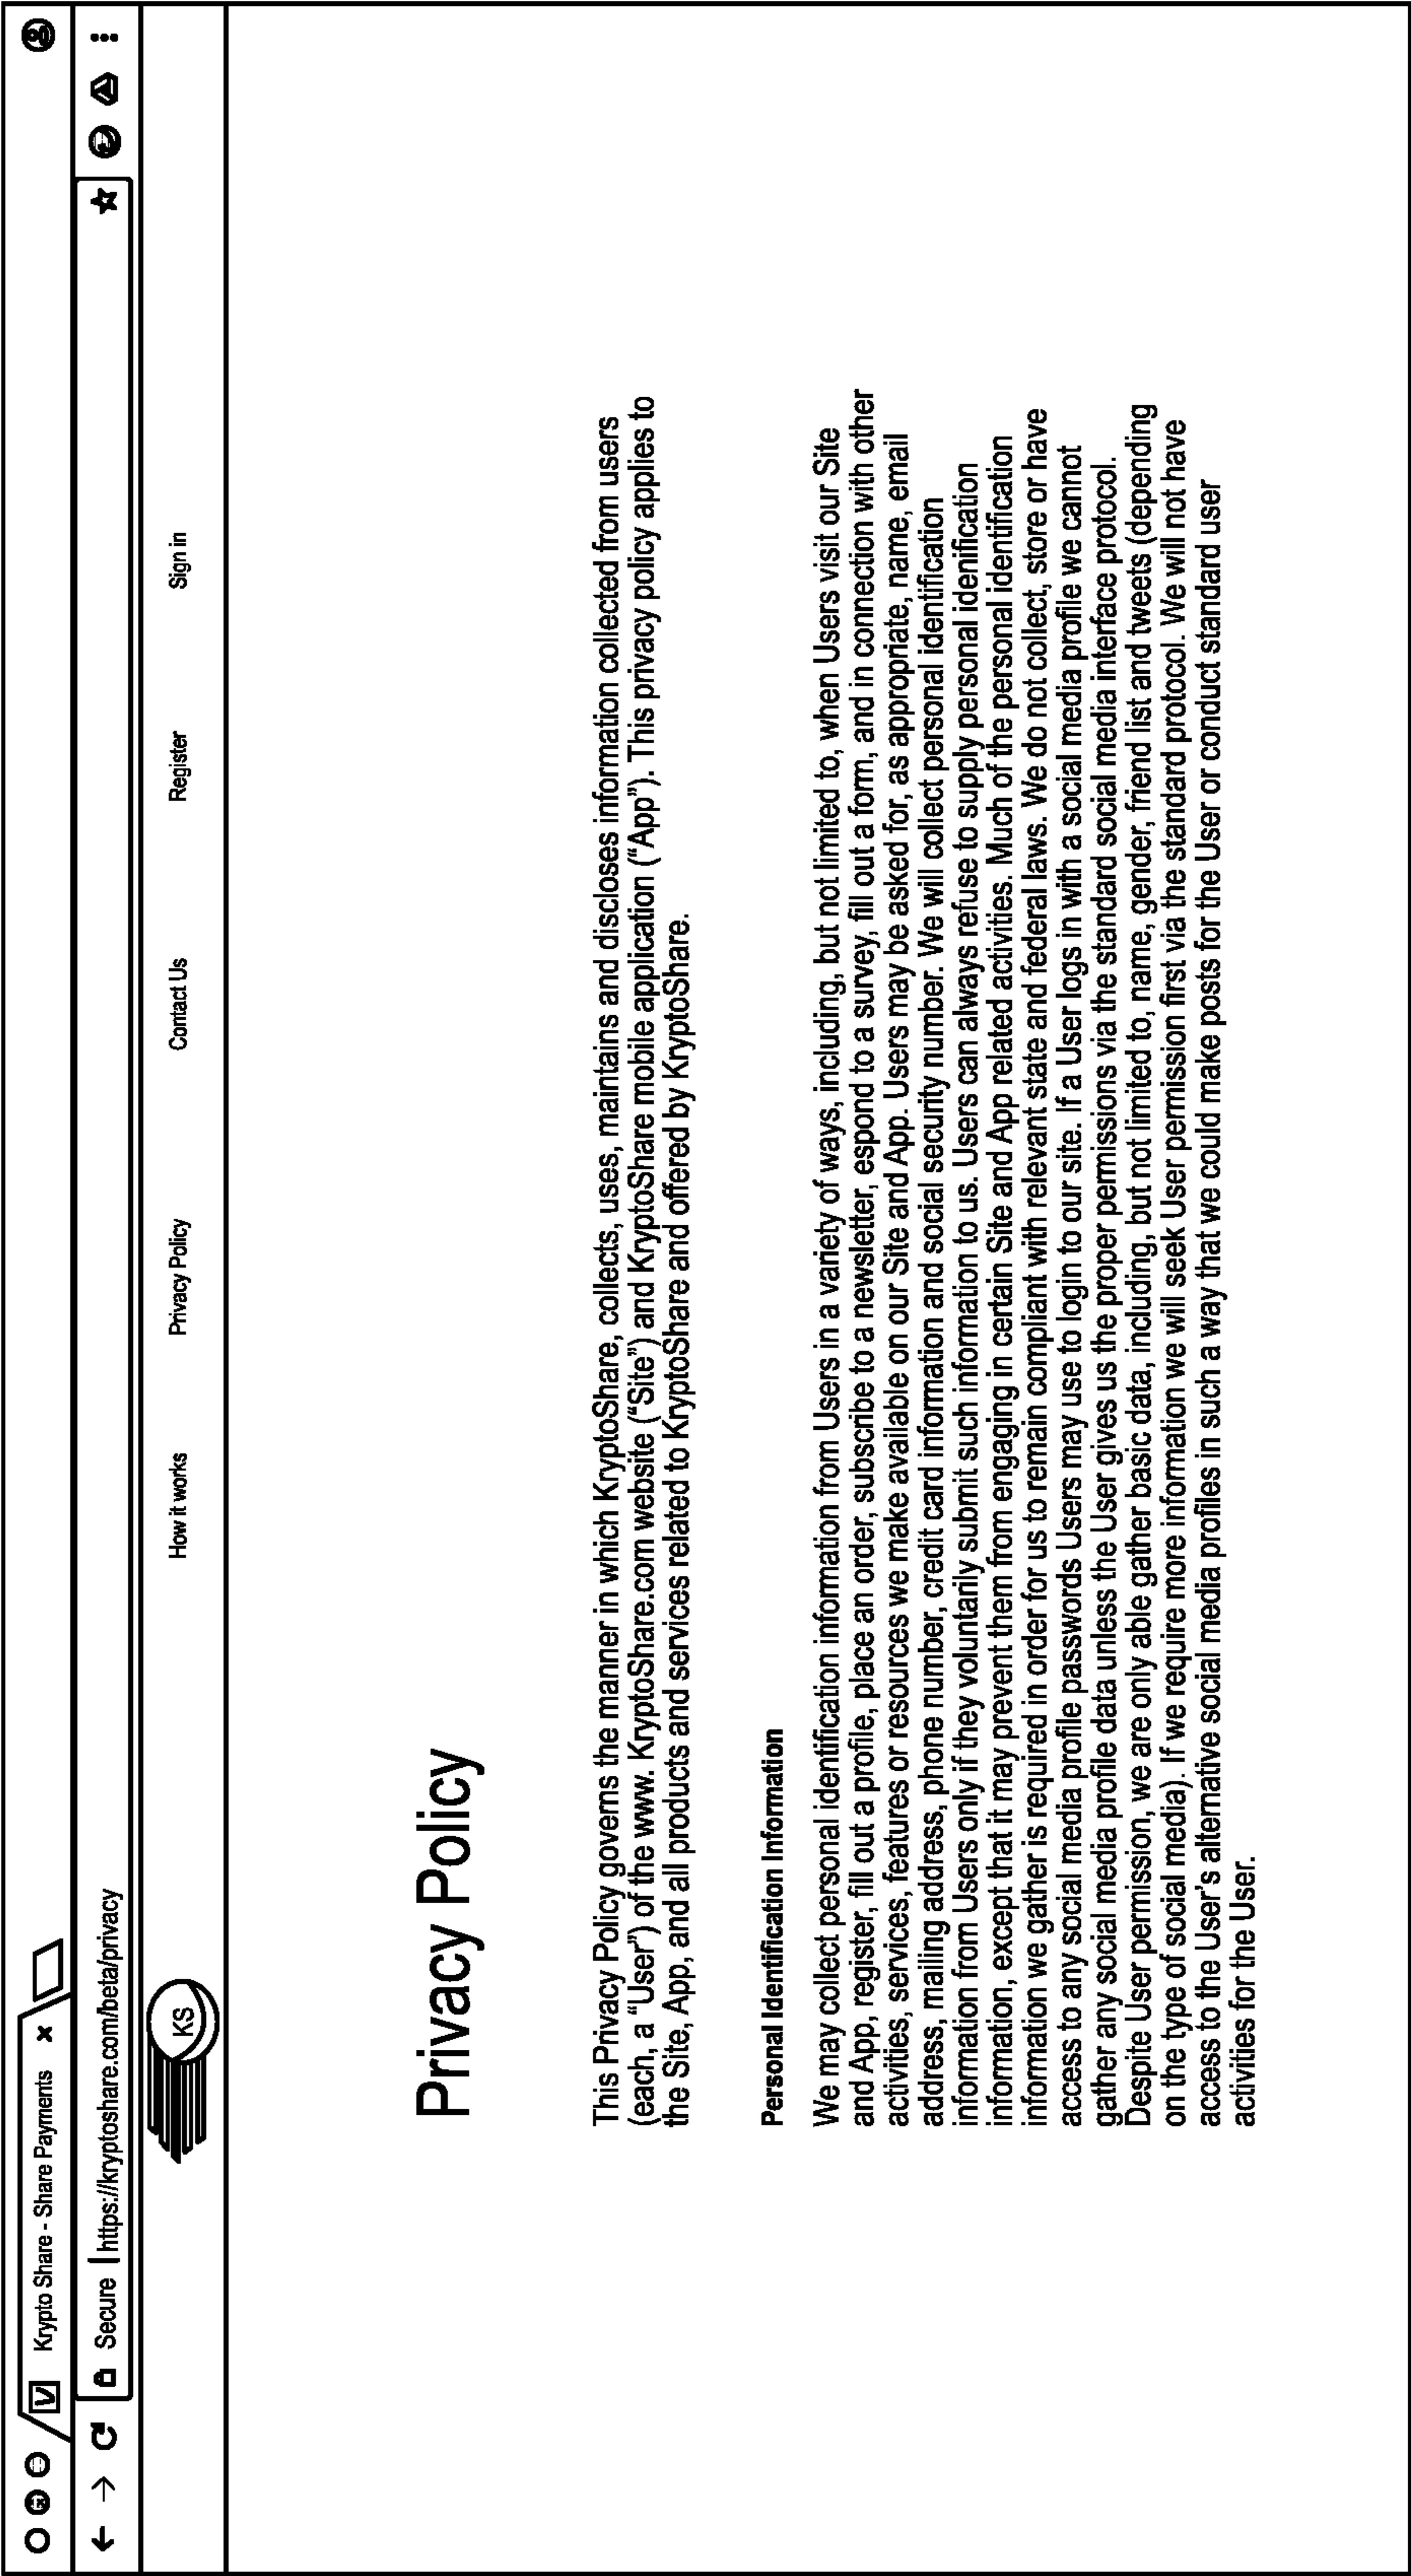 Krypto Share - Share Payments x
Secure | https://kryptoshare.com/beta/privacy
KS How it works Privacy Policy Contact Us Register Sign in
Privacy Policy
This Privacy Policy governs the manner in which KryptoShare, collects, uses, maintains and discloses information collected from users
(each, a “User”) of the www. KryptoShare.com website (“Site”) and KryptoShare mobile application (“App”). This privacy policy applies to
the Site, App, and all products and services related to KryptoShare and offered by KryptoShare.
Personal Identification Information
We may collect personal identification information from Users in a variety of ways, including, but not limited to, when Users visit our Site
and App, register, fill out a profile, place an order, subscribe to a newsletter, espond to a survey, fill out a form, and in connection with other
activities, services, features or resources we make available on our Site and App. Users may be asked for, as appropriate, name, email
address, mailing address, phone number, credit card information and social security number. We will collect personal identification
information from Users only if they voluntarily submit such information to us. Users can always refuse to supply personal idenification
information, except that it may prevent them from engaging in certain Site and App related activities. Much of the personal identification
information we gather is required in order for us to remain compliant with relevant state and federal laws. We do not collect, store or have
access to any social media profile passwords Users may use to login to our site. If a User logs in with a social media profile we cannot
gather any social media profile data unless the User gives us the proper permissions via the standard social media interface protocol.
Despite User permission, we are only able gather basic data, including, but not limited to, name, gender, friend list and tweets (depending
on the type of social media). If we require more information we will seek User permission first via the standard protocol. We will not have
access to the User's alternative social media profiles in such a way that we could make posts for the User or conduct standard user
activities for the User.